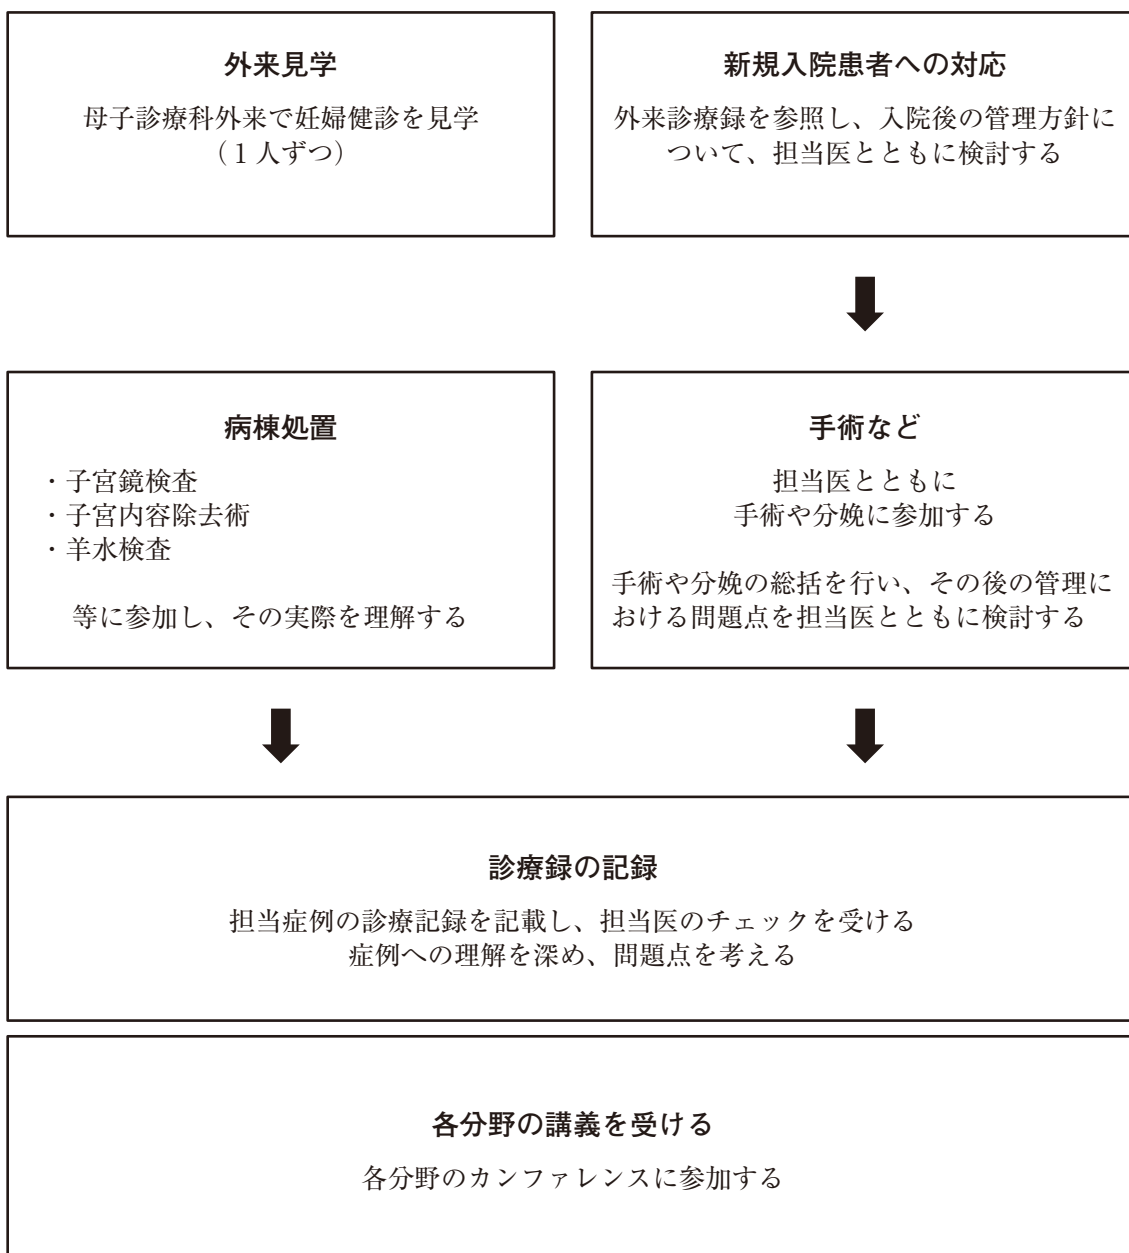 外来見学
母子診療科外来で妊婦健診を見学
（１人ずつ）
新規入院患者への対応
外来診療録を参照し、入院後の管理方針に
ついて、担当医とともに検討する
病棟処置
・子宮鏡検査
・子宮内容除去術
・羊水検査
等に参加し、その実際を理解する
手術など
担当医とともに
手術や分娩に参加する
手術や分娩の総括を行い、その後の管理に
おける問題点を担当医とともに検討する
診療録の記録
担当症例の診療記録を記載し、担当医のチェックを受ける
症例への理解を深め、問題点を考える
各分野の講義を受ける
各分野のカンファレンスに参加する